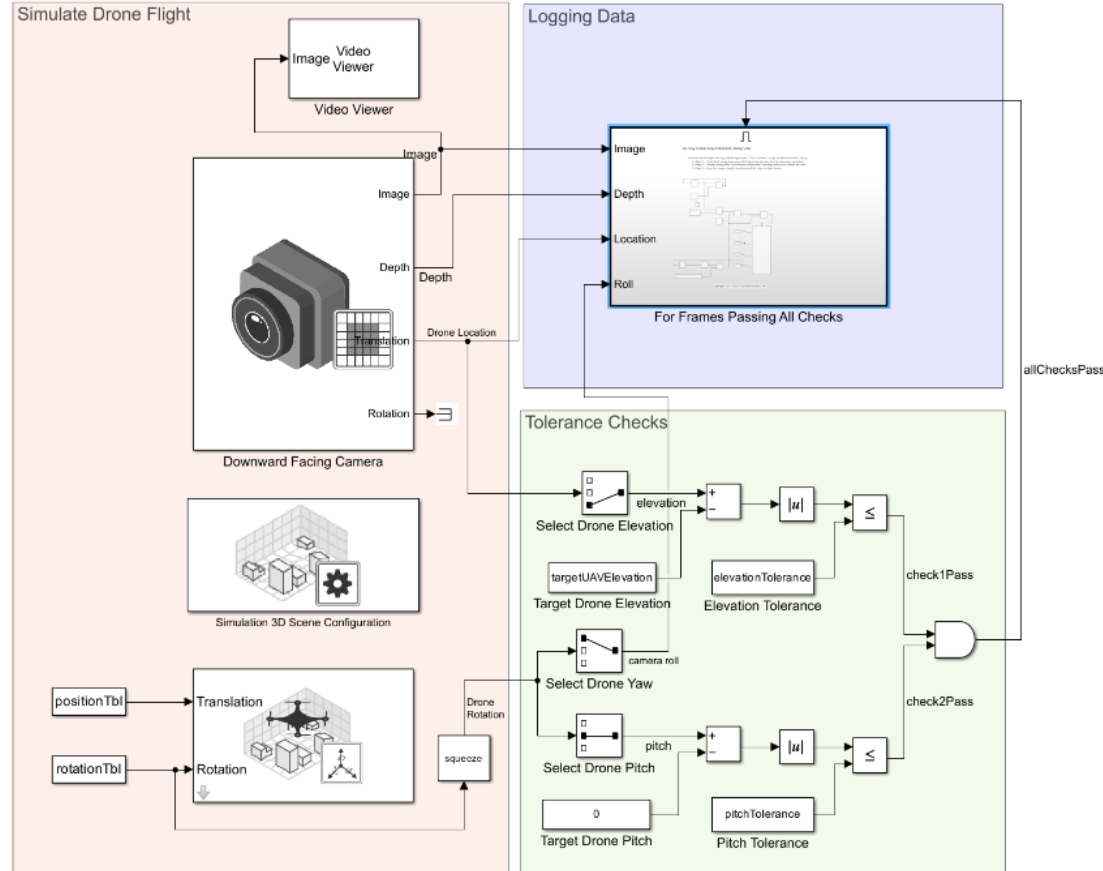 Simulate Drone Flight
Image
Video
Viewer
Video Viewer
Image
Image
Depth
Depth
Translation
Drone Location
Rotation
Downward Facing Camera
Simulation 3D Scene Configuration
positionTbl
Translation
rotationTbl
Rotation
Drone
Rotation
squeeze
Logging Data
Image
Depth
Location
Roll
For Frames Passing All Checks
allChecksPass
Tolerance Checks
elevation
Select Drone Elevation
+
−
|u|
≤
targetUAVElevation
Target Drone Elevation
elevationTolerance
Elevation Tolerance
check1Pass
camera roll
Select Drone Yaw
check2Pass
pitch
Select Drone Pitch
+
−
|u|
≤
0
Target Drone Pitch
pitchTolerance
Pitch Tolerance